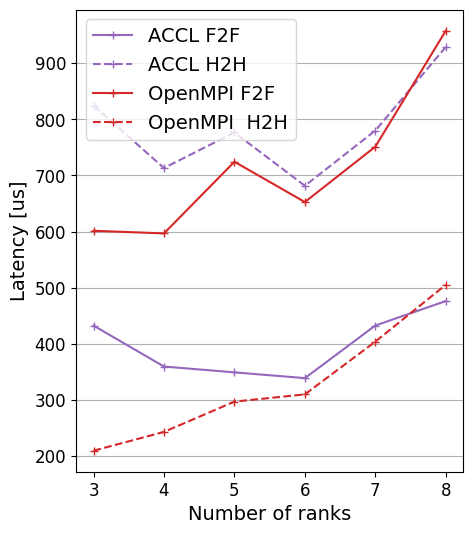 ACCL F2F
ACCL H2H
OpenMPI F2F
OpenMPI  H2H
Latency [us]
900
800
700
600
500
400
300
200
3 4 5 6 7 8
Number of ranks